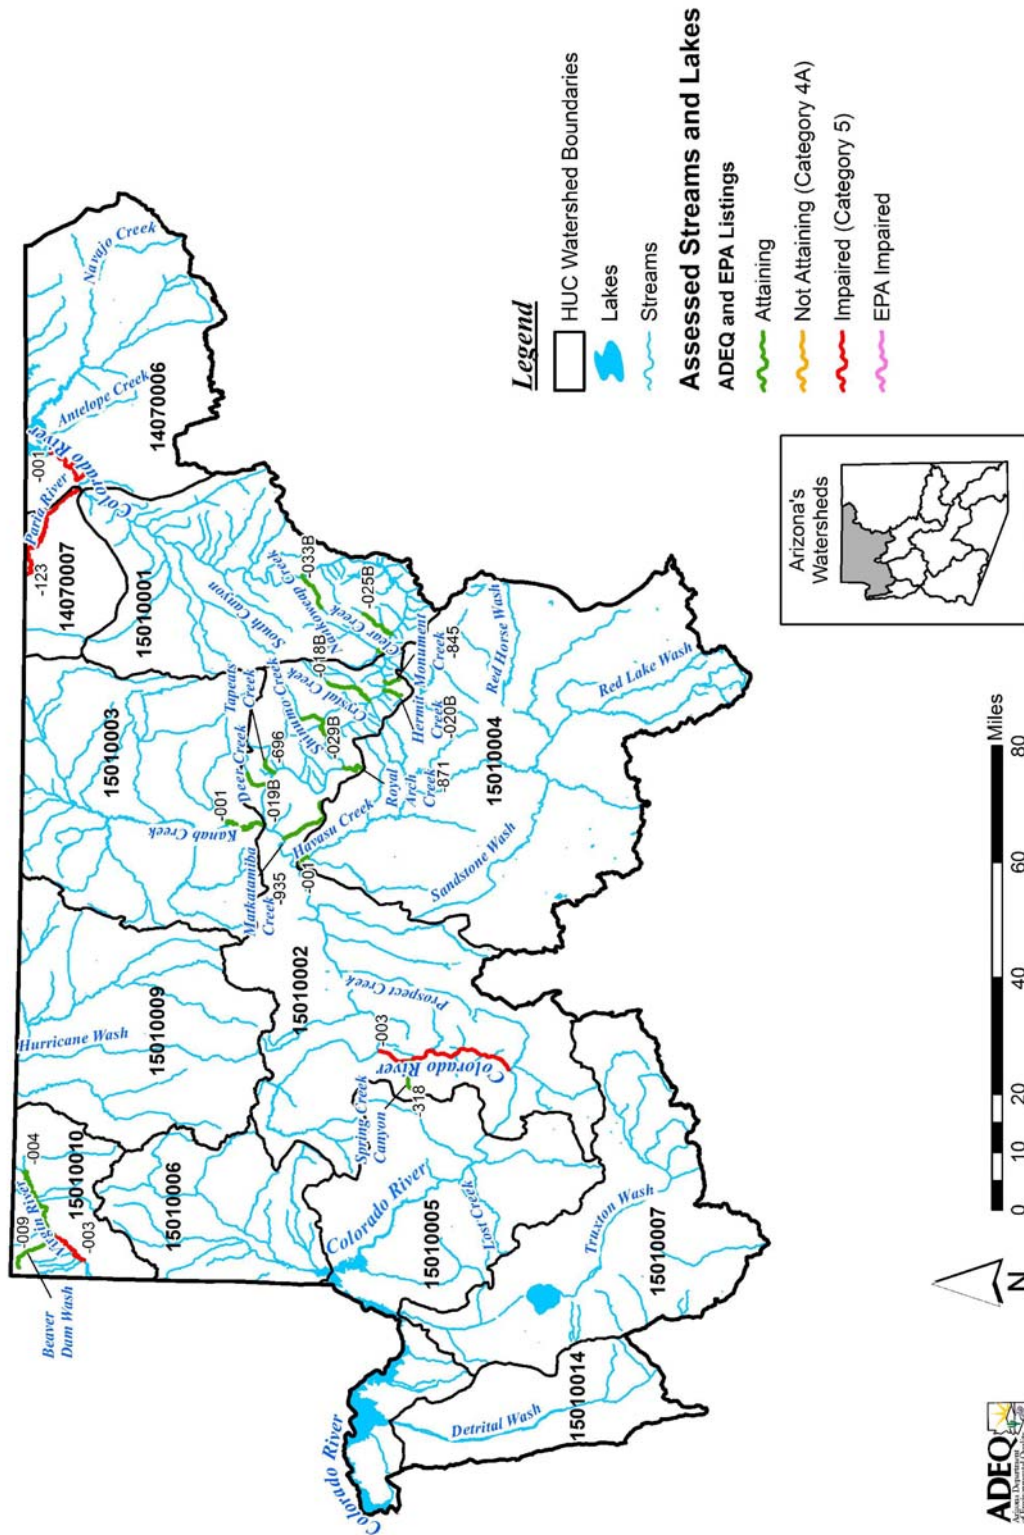 Legend
HUC Watershed Boundaries
Lakes
Streams
Assessed Streams and Lakes
ADEQ and EPA Listings
Attaining
Not Attaining (Category 4A)
Impaired (Category 5)
EPA Impaired
Arizona's
Watersheds
Beaver
Dam Wash
-009
Virgin River
-004
-003
15010010
Hurricane Wash
15010009
15010006
15010003
Kanab Creek
-001
Deer Creek
-019B
Tapeats
Creek
-696
Matkatamiba
Creek
-935
Havasu Creek
-001
Shinumo Creek
-029B
Crystal Creek
-018B
Nankoweap Creek
-033B
Clear Creek
-025B
South Canyon
15010001
14070007
-123
Paria River
-001
Colorado River
Colorado River
Antelope Creek
14070006
Navajo Creek
Royal
Arch
Creek
-871
Hermit
Creek
-020B
Monument
Creek
-845
Red Horse Wash
Red Lake Wash
15010004
Sandstone Wash
15010002
Prospect Creek
-003
Colorado River
Spring Creek
Canyon
-318
Colorado River
15010005
Lost Creek
Truxton Wash
15010007
15010014
Detrital Wash
Colorado River
N
0 10 20 40 60 80
Miles
ADEQ
Arizona Department